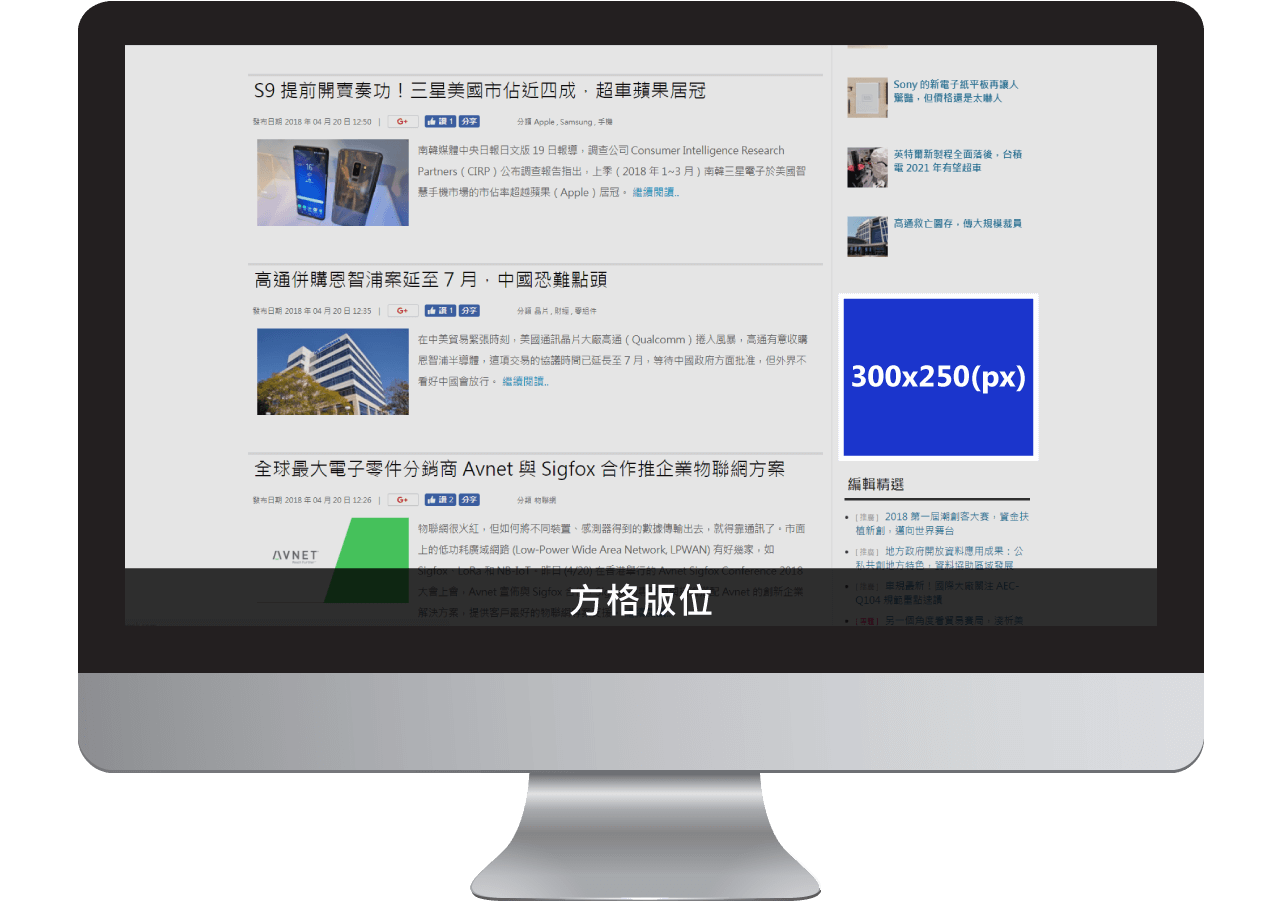 S9 提前開賣奏功！三星美國市佔近四成，超車蘋果居冠
發布日期 2018 年 04 月 20 日 12:50 | G+ 讚 1 分享 分類 Apple , Samsung , 手機
南韓媒體中央日報日文版 19 日報導，調查公司 Consumer Intelligence Research
Partners（CIRP）公布調查報告指出，上季（2018 年 1~3 月）南韓三星電子於美國智
慧手機市場的市佔率超越蘋果（Apple）居冠。 繼續閱讀..
高通併購恩智浦案延至 7 月，中國恐難點頭
發布日期 2018 年 04 月 20 日 12:35 | G+ 讚 1 分享 分類 晶片 , 財經 , 零組件
在中美貿易緊張時刻，美國通訊晶片大廠高通（Qualcomm）捲入風暴，高通有意收購
恩智浦半導體，這項交易的協議時間已延長至 7 月，等待中國政府方面批准，但外界不
看好中國會放行。 繼續閱讀..
全球最大電子零件分銷商 Avnet 與 Sigfox 合作推企業物聯網方案
發布日期 2018 年 04 月 20 日 12:26 | G+ 讚 2 分享 分類 物聯網
AVNET
物聯網很火紅，但如何將不同裝置、感測器得到的數據傳輸出去，就得靠通訊了。市面
上的低功耗廣域網路 (Low-Power Wide Area Network, LPWAN) 有好幾家，如
Sigfox、LoRa 和 NB-IoT。昨日 (4/20) 在香港舉行的 Avnet Sigfox Conference 2018
大會上會，Avnet 宣佈與 Sigfox 配 Avnet 的創新企業
解決方案，提供客戶最好的物聯
Sony 的新電子紙平板再讓人
驚豔，但價格還是太嚇人
英特爾新製程全面落後，台積
電 2021 年有望超車
高通救亡圖存，傳大規模裁員
300x250(px)
編輯精選
[推薦] 2018 第一屆潮創客大賽，資金扶
植新創，邁向世界舞台
[推薦] 地方政府開放資料應用成果：公
私共創地方特色，資料協助區域發展
AEC-
Q104 規範重點速讀
[專題] 另一個角度看貿易實局
方格版位